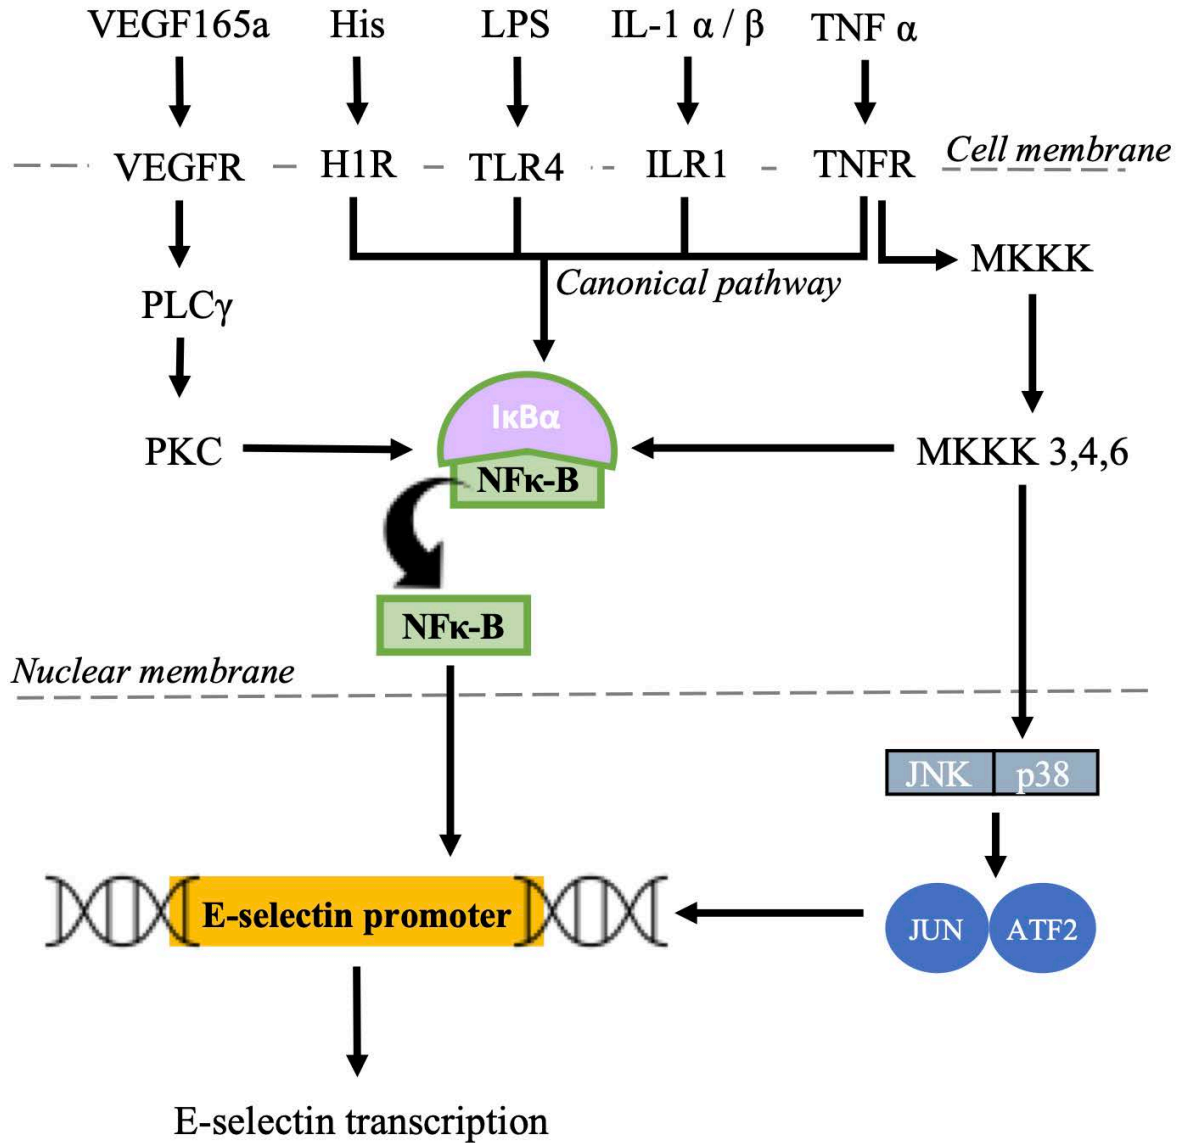 VEGF165a
His
LPS
IL-1 α / β
TNF α
VEGFR
H1R
TLR4
ILR1
TNFR
Cell membrane
MKKK
Canonical pathway
PLCγ
IκBα
PKC
MKKK 3,4,6
NFκ-B
NFκ-B
Nuclear membrane
JNK
p38
E-selectin promoter
JUN
ATF2
E-selectin transcription